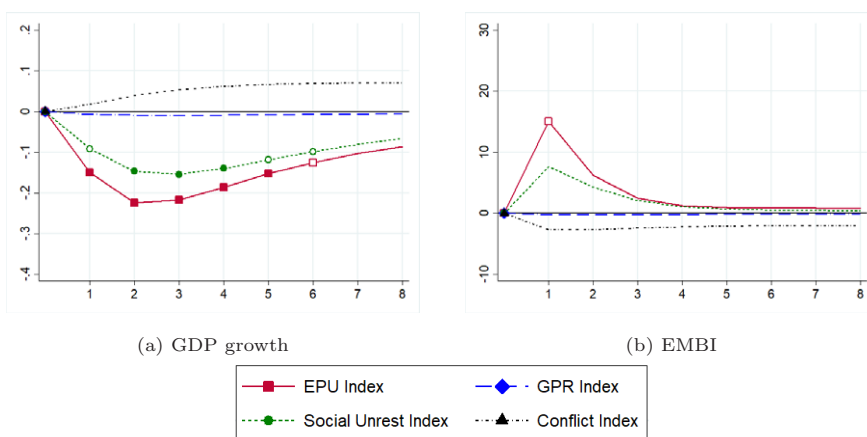 .2
.1
0
-.1
-.2
-.3
-.4
1 2 3 4 5 6 7 8
30
20
10
0
-10
1 2 3 4 5 6 7 8
(a) GDP growth
(b) EMBI
EPU Index
GPR Index
Social Unrest Index
Conflict Index